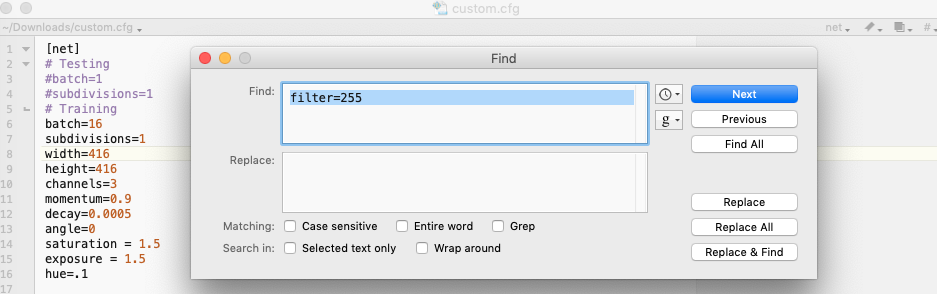 custom.cfg
~/Downloads/custom.cfg
net
#
1 [net]
2 # Testing
3 #batch=1
4 #subdivisions=1
5 # Training
6 batch=16
7 subdivisions=1
8 width=416
9 height=416
10 channels=3
11 momentum=0.9
12 decay=0.0005
13 angle=0
14 saturation = 1.5
15 exposure = 1.5
16 hue=.1
17
Find
Find: filter=255
g
Next
Previous
Find All
Replace:
Replace
Matching: Case sensitive Entire word Grep
Replace All
Search in: Selected text only Wrap around
Replace & Find